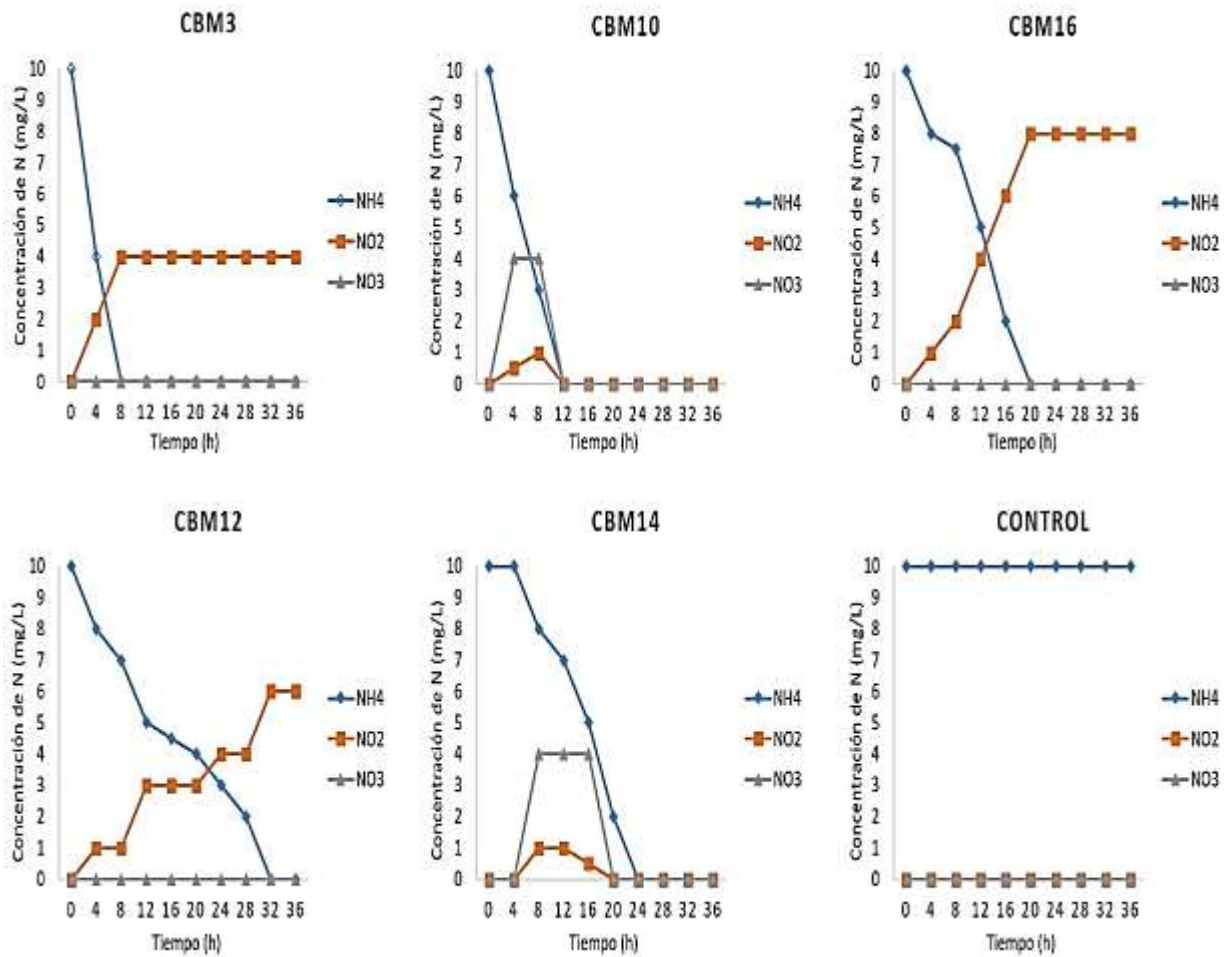 CBM3
Concentración de N (mg/L)
10
9
8
7
6
5
4
3
2
1
0
0 4 8 12 16 20 24 28 32 36
Tiempo (h)
NH4
NO2
NO3
CBM10
Concentración de N (mg/L)
10
9
8
7
6
5
4
3
2
1
0
0 4 8 12 16 20 24 28 32 36
Tiempo (h)
NH4
NO2
NO3
CBM16
Concentración de N (mg/L)
10
9
8
7
6
5
4
3
2
1
0
0 4 8 12 16 20 24 28 32 36
Tiempo (h)
NH4
NO2
NO3
CBM12
Concentración de N (mg/L)
10
9
8
7
6
5
4
3
2
1
0
0 4 8 12 16 20 24 28 32 36
Tiempo (h)
NH4
NO2
NO3
CBM14
Concentración de N (mg/L)
10
9
8
7
6
5
4
3
2
1
0
0 4 8 12 16 20 24 28 32 36
Tiempo (h)
NH4
NO2
NO3
CONTROL
Concentración de N (mg/L)
10
9
8
7
6
5
4
3
2
1
0
0 4 8 12 16 20 24 28 32 36
Tiempo (h)
NH4
NO2
NO3